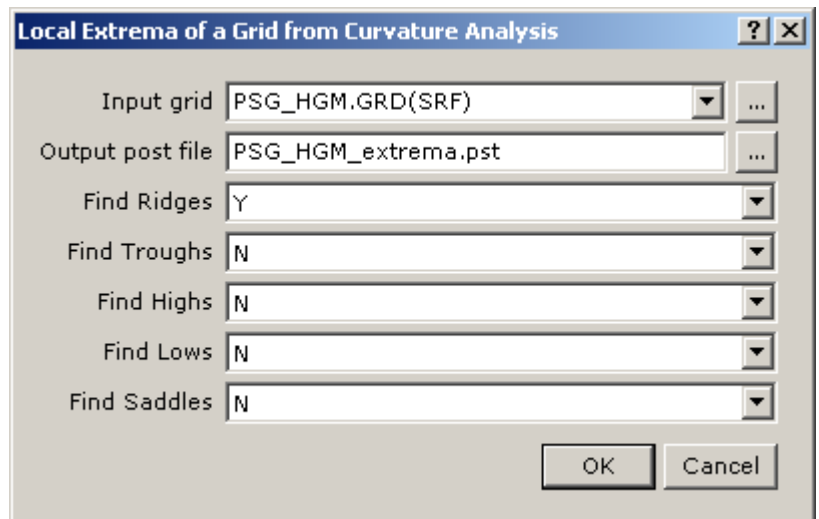 Local Extrema of a Grid from Curvature Analysis ? ×
Input grid PSG_HGM.GRD(SRF) ...
Output post file PSG_HGM_extrema.pst ...
Find Ridges Y
Find Troughs N
Find Highs N
Find Lows N
Find Saddles N
OK Cancel